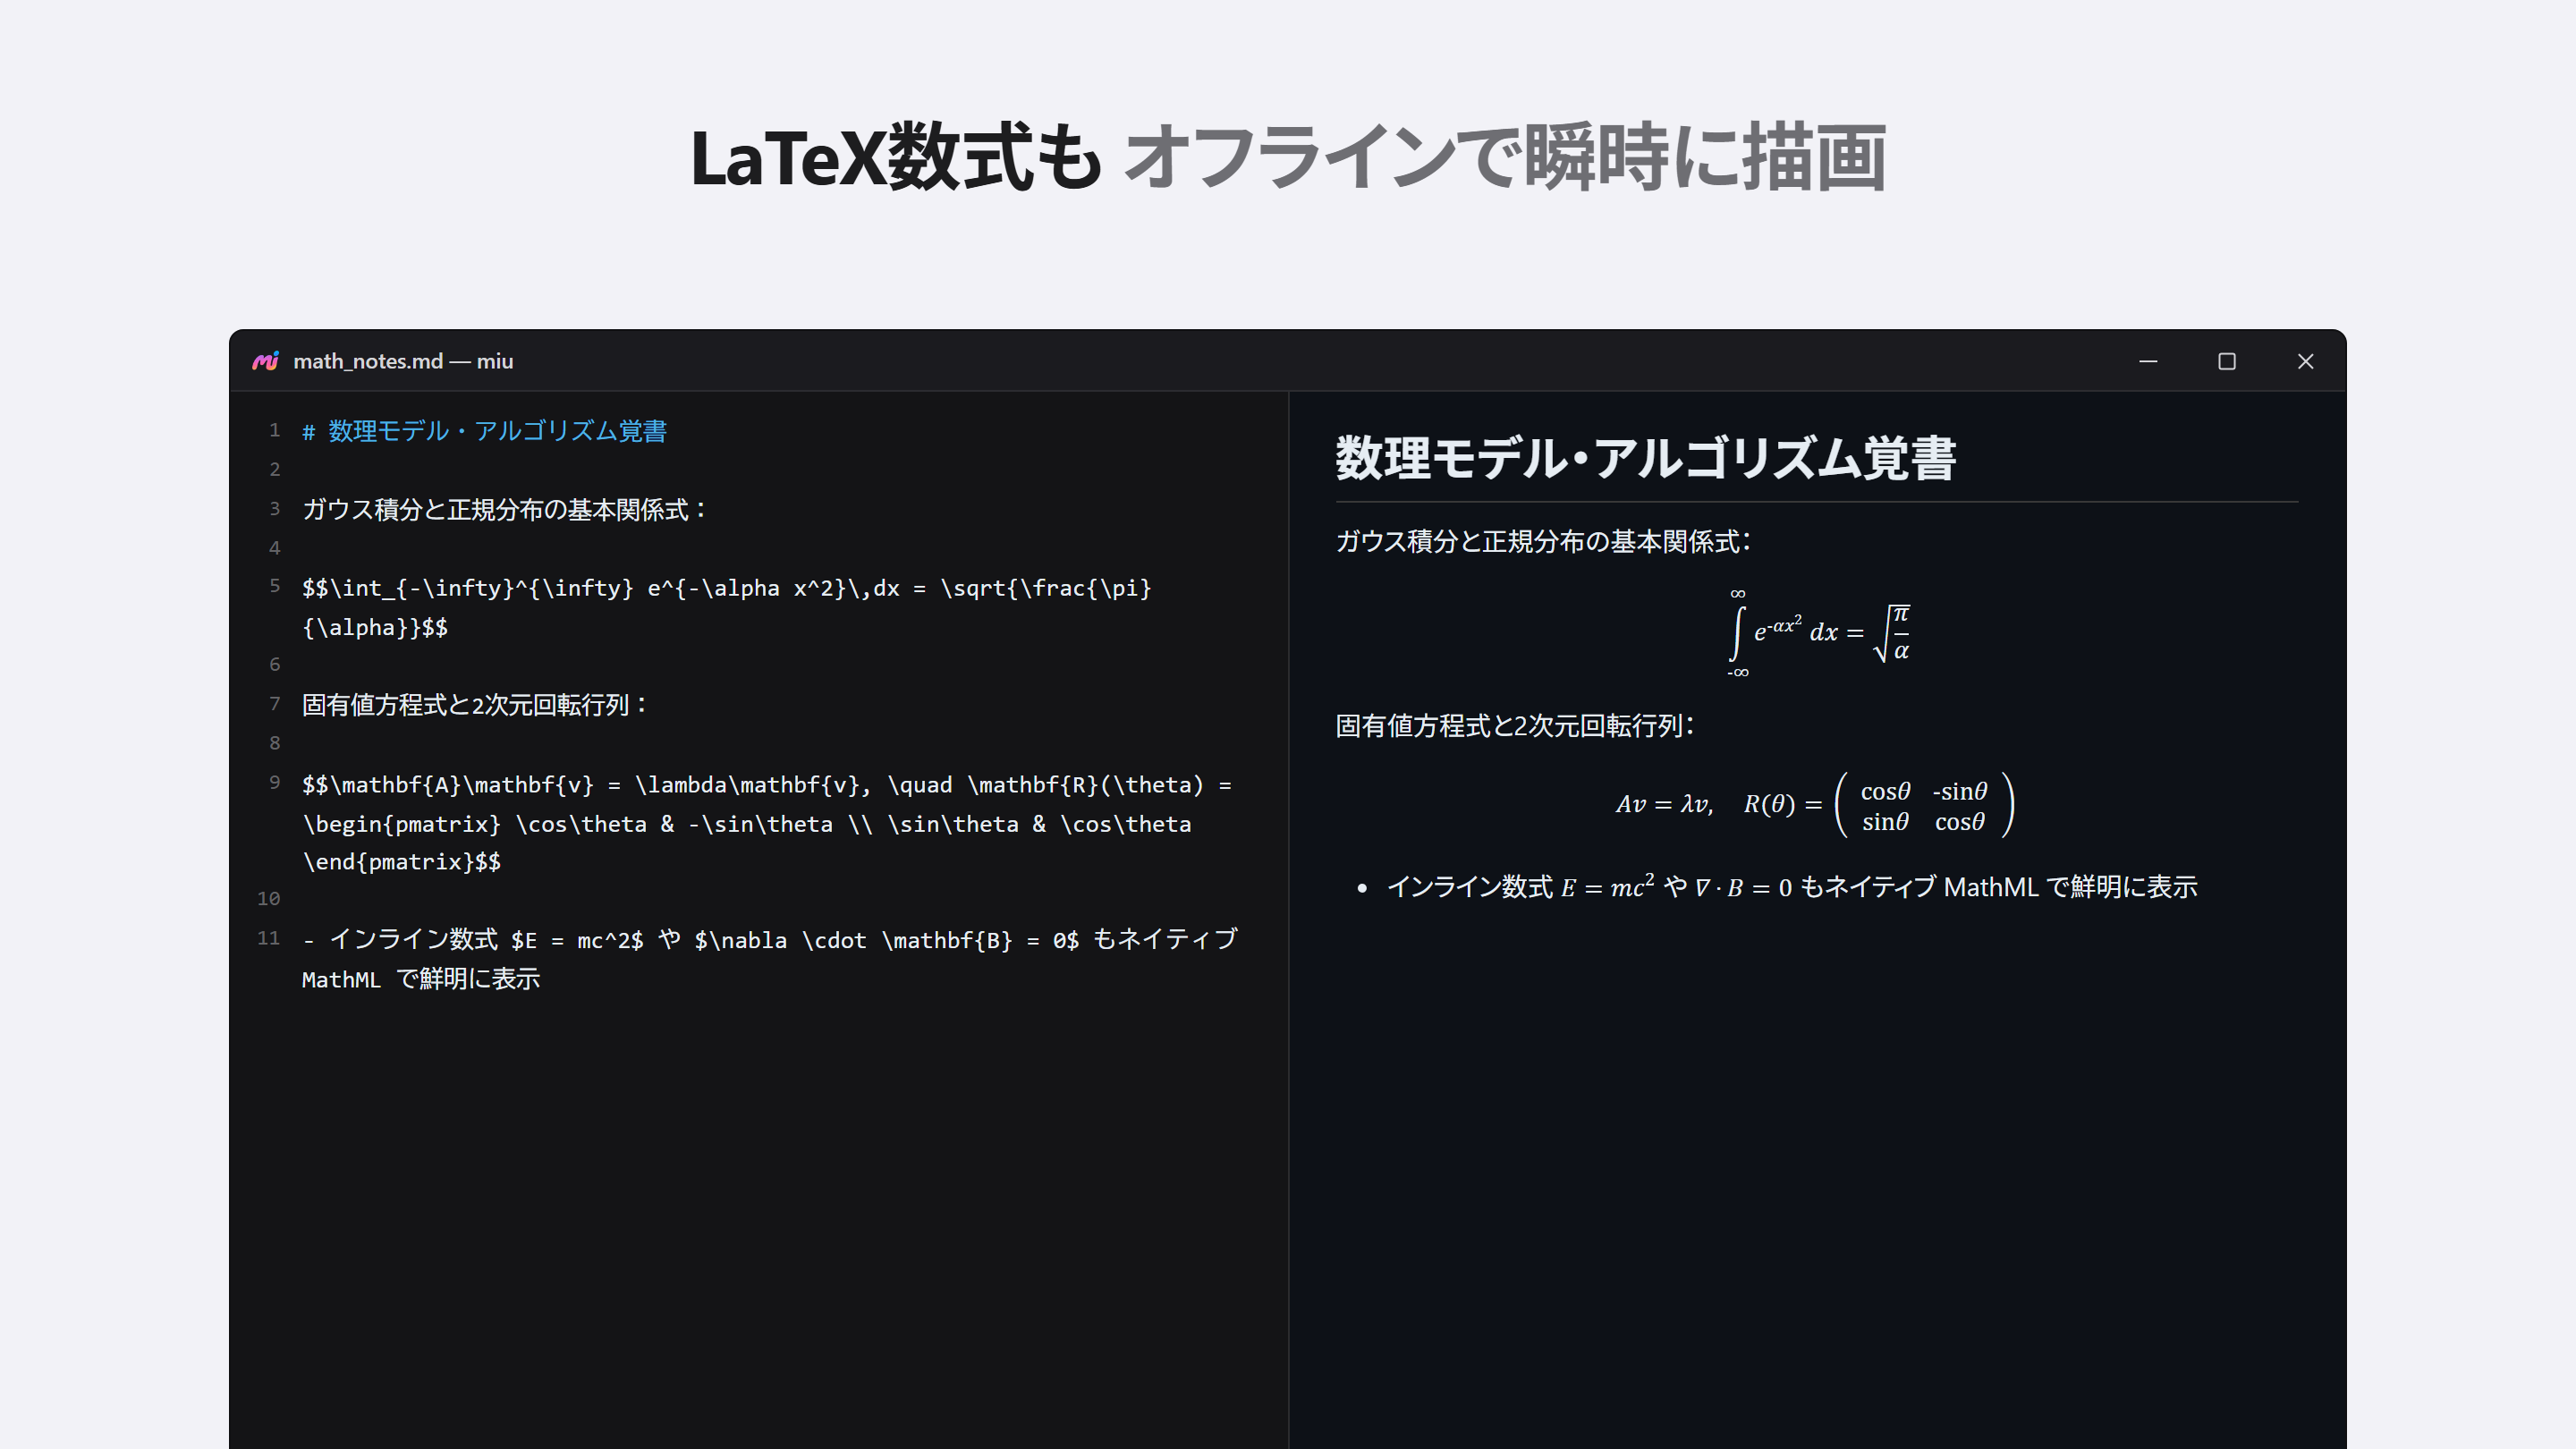 LaTeX数式も オフラインで瞬時に描画
math_notes.md — miu
1 # 数理モデル・アルゴリズム覚書
2
3 ガウス積分と正規分布の基本関係式：
4
5 $$\int_{-\infty}^{\infty} e^{-\alpha x^2}\,dx = \sqrt{\frac{\pi}
{\alpha}}$$
6
7 固有値方程式と2次元回転行列：
8
9 $$\mathbf{A}\mathbf{v} = \lambda\mathbf{v}, \quad \mathbf{R}(\theta) =
\begin{pmatrix} \cos\theta & -\sin\theta \\ \sin\theta & \cos\theta
\end{pmatrix}$$
10
11 - インライン数式 $E = mc^2$ や $\nabla \cdot \mathbf{B} = 0$ もネイティブ
MathML で鮮明に表示
数理モデル・アルゴリズム覚書
ガウス積分と正規分布の基本関係式：
∞
∫ e^-αx² dx = √π/α
-∞
固有値方程式と2次元回転行列：
Av = λv, R(θ) = ( cosθ -sinθ
sinθ cosθ )
• インライン数式 E = mc² や ∇ · B = 0 もネイティブ MathML で鮮明に表示